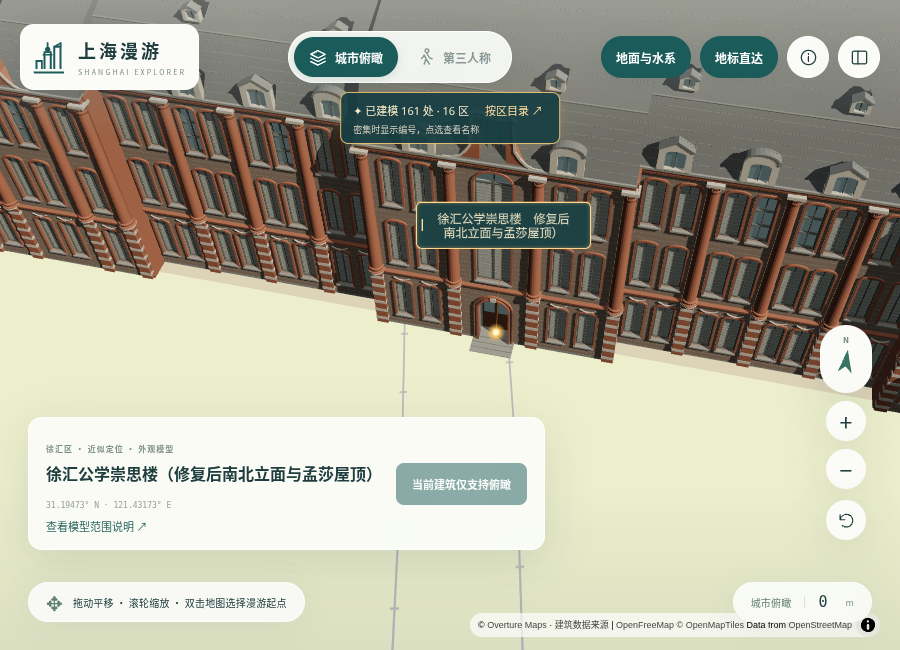 上海漫游
SHANGHAI EXPLORER
城市俯瞰
第三人称
地面与水系
地标直达
✦ 已建模 161 处 · 16 区 按区目录 ↗
密集时显示编号，点选查看名称
徐汇公学崇思楼 修复后
南北立面与孟莎屋顶）
N
徐汇区 · 近似定位 · 外观模型
徐汇公学崇思楼（修复后南北立面与孟莎屋顶）
31.19473° N · 121.43173° E
查看模型范围说明 ↗
当前建筑仅支持俯瞰
拖动平移 · 滚轮缩放 · 双击地图选择漫游起点
城市俯瞰 0 m
© Overture Maps · 建筑数据来源 | OpenFreeMap © OpenMapTiles Data from OpenStreetMap